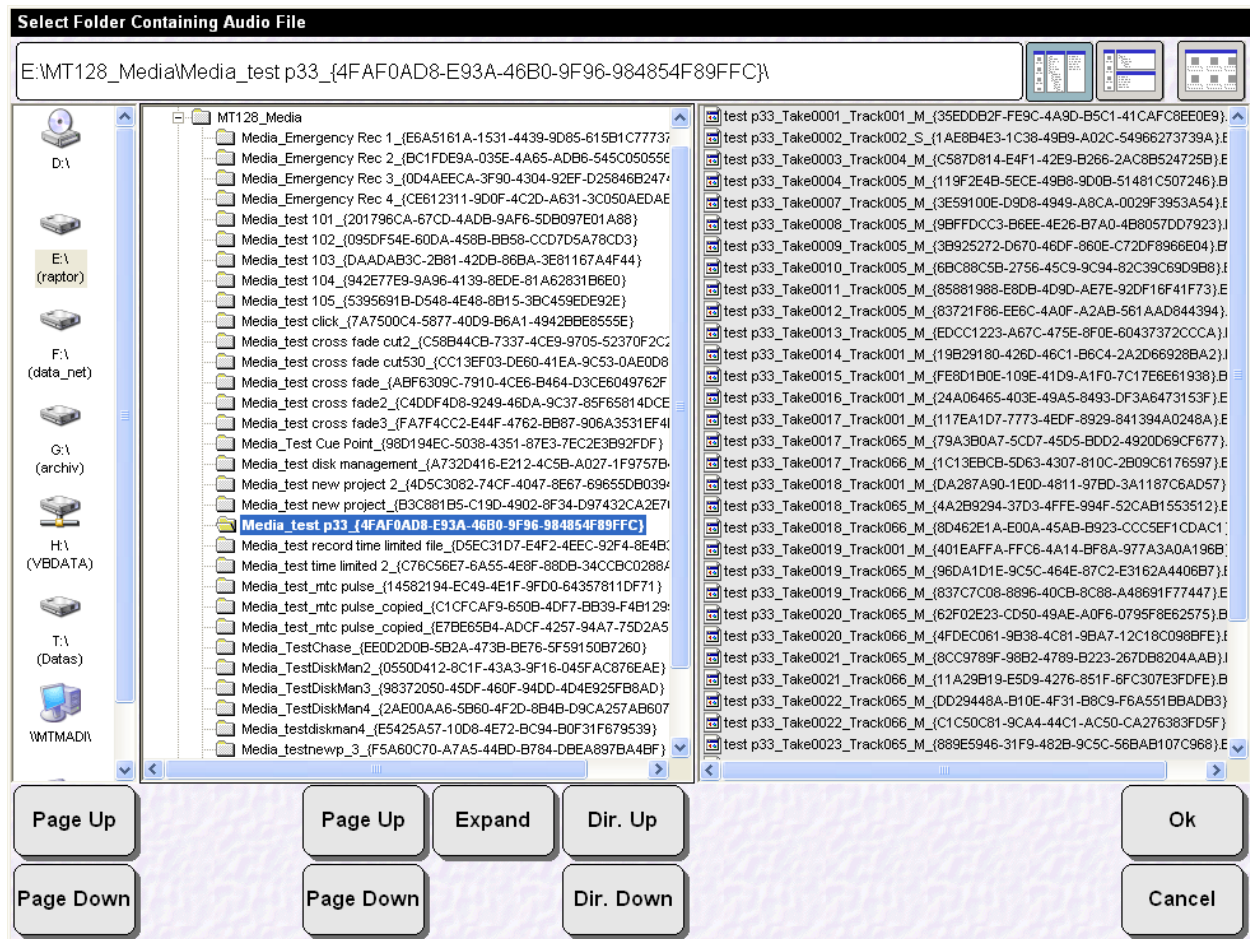 Select Folder Containing Audio File
E:\MT128_Media\Media_test p33_{4FAF0AD8-E93A-46B0-9F96-984854F89FFC}\
D:\
E:\
(raptor)
F:\
(data_net)
G:\
(archiv)
H:\
(VBDATA)
T:\
(Datas)
\\MTMADI\
MT128_Media
Media_Emergency Rec 1_{E6A5161A-1531-4439-9D85-615B1C77737
Media_Emergency Rec 2_{BC1FDE9A-035E-4A65-ADB6-545C05055E
Media_Emergency Rec 3_{0D4AEECA-3F90-4304-92EF-D25846B2474
Media_Emergency Rec 4_{CE612311-9D0F-4C2D-A631-3C050AEDAE
Media_test 101_{201796CA-67CD-4ADB-9AF6-5DB097E01A88}
Media_test 102_{095DF54E-60DA-458B-BB58-CCD7D5A78CD3}
Media_test 103_{DAADAB3C-2B81-42DB-86BA-3E81167A4F44}
Media_test 104_{942E77E9-9A96-4139-8EDE-81A62831B6E0}
Media_test 105_{5395691B-D548-4E48-8B15-3BC459EDE92E}
Media_test click_{7A7500C4-5877-40D9-B6A1-4942BBE8555E}
Media_test cross fade cut2_{C58B44CB-7337-4CE9-9705-52370F2C2
Media_test cross fade cut530_{CC13EF03-DE60-41EA-9C53-0AE0D8
Media_test cross fade_{ABF6309C-7910-4CE6-B464-D3CE6049762F
Media_test cross fade2_{C4DDF4D8-9249-46DA-9C37-85F65814DCE
Media_test cross fade3_{FA7F4CC2-E44F-4762-BB87-906A3531EF4
Media_Test Cue Point_{98D194EC-5038-4351-87E3-7EC2E3B92FDF}
Media_test disk management_{A732D416-E212-4C5B-A027-1F9757B
Media_test new project 2_{4D5C3082-74CF-4047-8E67-69655DB0394
Media_test new project_{B3C881B5-C19D-4902-8F34-D97432CA2E7
Media_test p33_{4FAF0AD8-E93A-46B0-9F96-984854F89FFC}
Media_test record time limited file_{D5EC31D7-E4F2-4EEC-92F4-8E4B
Media_test time limited 2_{C76C56E7-6A55-4E8F-88DB-34CCBC0288
Media_test_mtc pulse_{14582194-EC49-4E1F-9FD0-64357811DF71}
Media_test_mtc pulse_copied_{C1CFCAF9-650B-4DF7-BB39-F4B129
Media_test_mtc pulse_copied_{E7BE65B4-ADCF-4257-94A7-75D2A5
Media_TestChase_{EE0D2D0B-5B2A-473B-BE76-5F59150B7260}
Media_TestDiskMan2_{0550D412-8C1F-43A3-9F16-045FAC876EAE}
Media_TestDiskMan3_{98372050-45DF-460F-94DD-4D4E925FB8AD}
Media_TestDiskMan4_{2AE00AA6-5B60-4F2D-8B4B-D9CA257AB607
Media_testdiskman4_{E5425A57-10D8-4E72-BC94-B0F31F679539}
Media_testnewp_3_{F5A60C70-A7A5-44BD-B784-DBEA897BA4BF}
test p33_Take0001_Track001_M_{35EDDB2F-FE9C-4A9D-B5C1-41CAFC8EE0E9}.
test p33_Take0002_Track002_S_{1AE8B4E3-1C38-49B9-A02C-54966273739A}.
test p33_Take0003_Track004_M_{C587D814-E4F1-42E9-B266-2AC8B524725B}.
test p33_Take0004_Track005_M_{119F2E4B-5ECE-49B8-9D0B-51481C507246}.
test p33_Take0007_Track005_M_{3E59100E-D9D8-4949-A8CA-0029F3953A54}.
test p33_Take0008_Track005_M_{9BFFDCC3-B6EE-4E26-B7A0-4B8057DD7923}.
test p33_Take0009_Track005_M_{3B925272-D670-46DF-860E-C72DF8966E04}.
test p33_Take0010_Track005_M_{6BC88C5B-2756-45C9-9C94-82C39C69D9B8}.
test p33_Take0011_Track005_M_{85881988-E8DB-4D9D-AE7E-92DF16F41F73}.
test p33_Take0012_Track005_M_{83721F86-EE6C-4A0F-A2AB-561AAD844394}.
test p33_Take0013_Track005_M_{EDCC1223-A67C-475E-8F0E-60437372CCCA}.
test p33_Take0014_Track001_M_{19B29180-426D-46C1-B6C4-2A2D66928BA2}.
test p33_Take0015_Track001_M_{FE8D1B0E-109E-41D9-A1F0-7C17E6E61938}.
test p33_Take0016_Track001_M_{24A06465-403E-49A5-8493-DF3A6473153F}.
test p33_Take0017_Track001_M_{117EA1D7-7773-4EDF-8929-841394A0248A}.
test p33_Take0017_Track065_M_{79A3B0A7-5CD7-45D5-BDD2-4920D69CF677}.
test p33_Take0017_Track066_M_{1C13EBCB-5D63-4307-810C-2B09C6176597}.
test p33_Take0018_Track001_M_{DA287A90-1E0D-4811-97BD-3A1187C6AD57}
test p33_Take0018_Track065_M_{4A2B9294-37D3-4FFE-994F-52CAB1553512}.
test p33_Take0018_Track066_M_{8D462E1A-E00A-45AB-B923-CCC5EF1CDAC1
test p33_Take0019_Track001_M_{401EAFFA-FFC6-4A14-BF8A-977A3A0A196B
test p33_Take0019_Track065_M_{96DA1D1E-9C5C-464E-87C2-E3162A4406B7}.
test p33_Take0019_Track066_M_{837C7C08-8896-40CB-8C88-A48691F77447}.
test p33_Take0020_Track065_M_{62F02E23-CD50-49AE-A0F6-0795F8E62575}.
test p33_Take0020_Track066_M_{4FDEC061-9B38-4C81-9BA7-12C18C098BFE}.
test p33_Take0021_Track065_M_{8CC9789F-98B2-4789-B223-267DB8204AAB}.
test p33_Take0021_Track066_M_{11A29B19-E5D9-4276-851F-6FC307E3FDFE}.
test p33_Take0022_Track065_M_{DD29448A-B10E-4F31-B8C9-F6A551BBADB3}
test p33_Take0022_Track066_M_{C1C50C81-9CA4-44C1-AC50-CA276383FD5F}
test p33_Take0023_Track065_M_{889E5946-31F9-482B-9C5C-56BAB107C968}.
Page Up
Page Up
Expand
Dir. Up
Ok
Page Down
Page Down
Dir. Down
Cancel